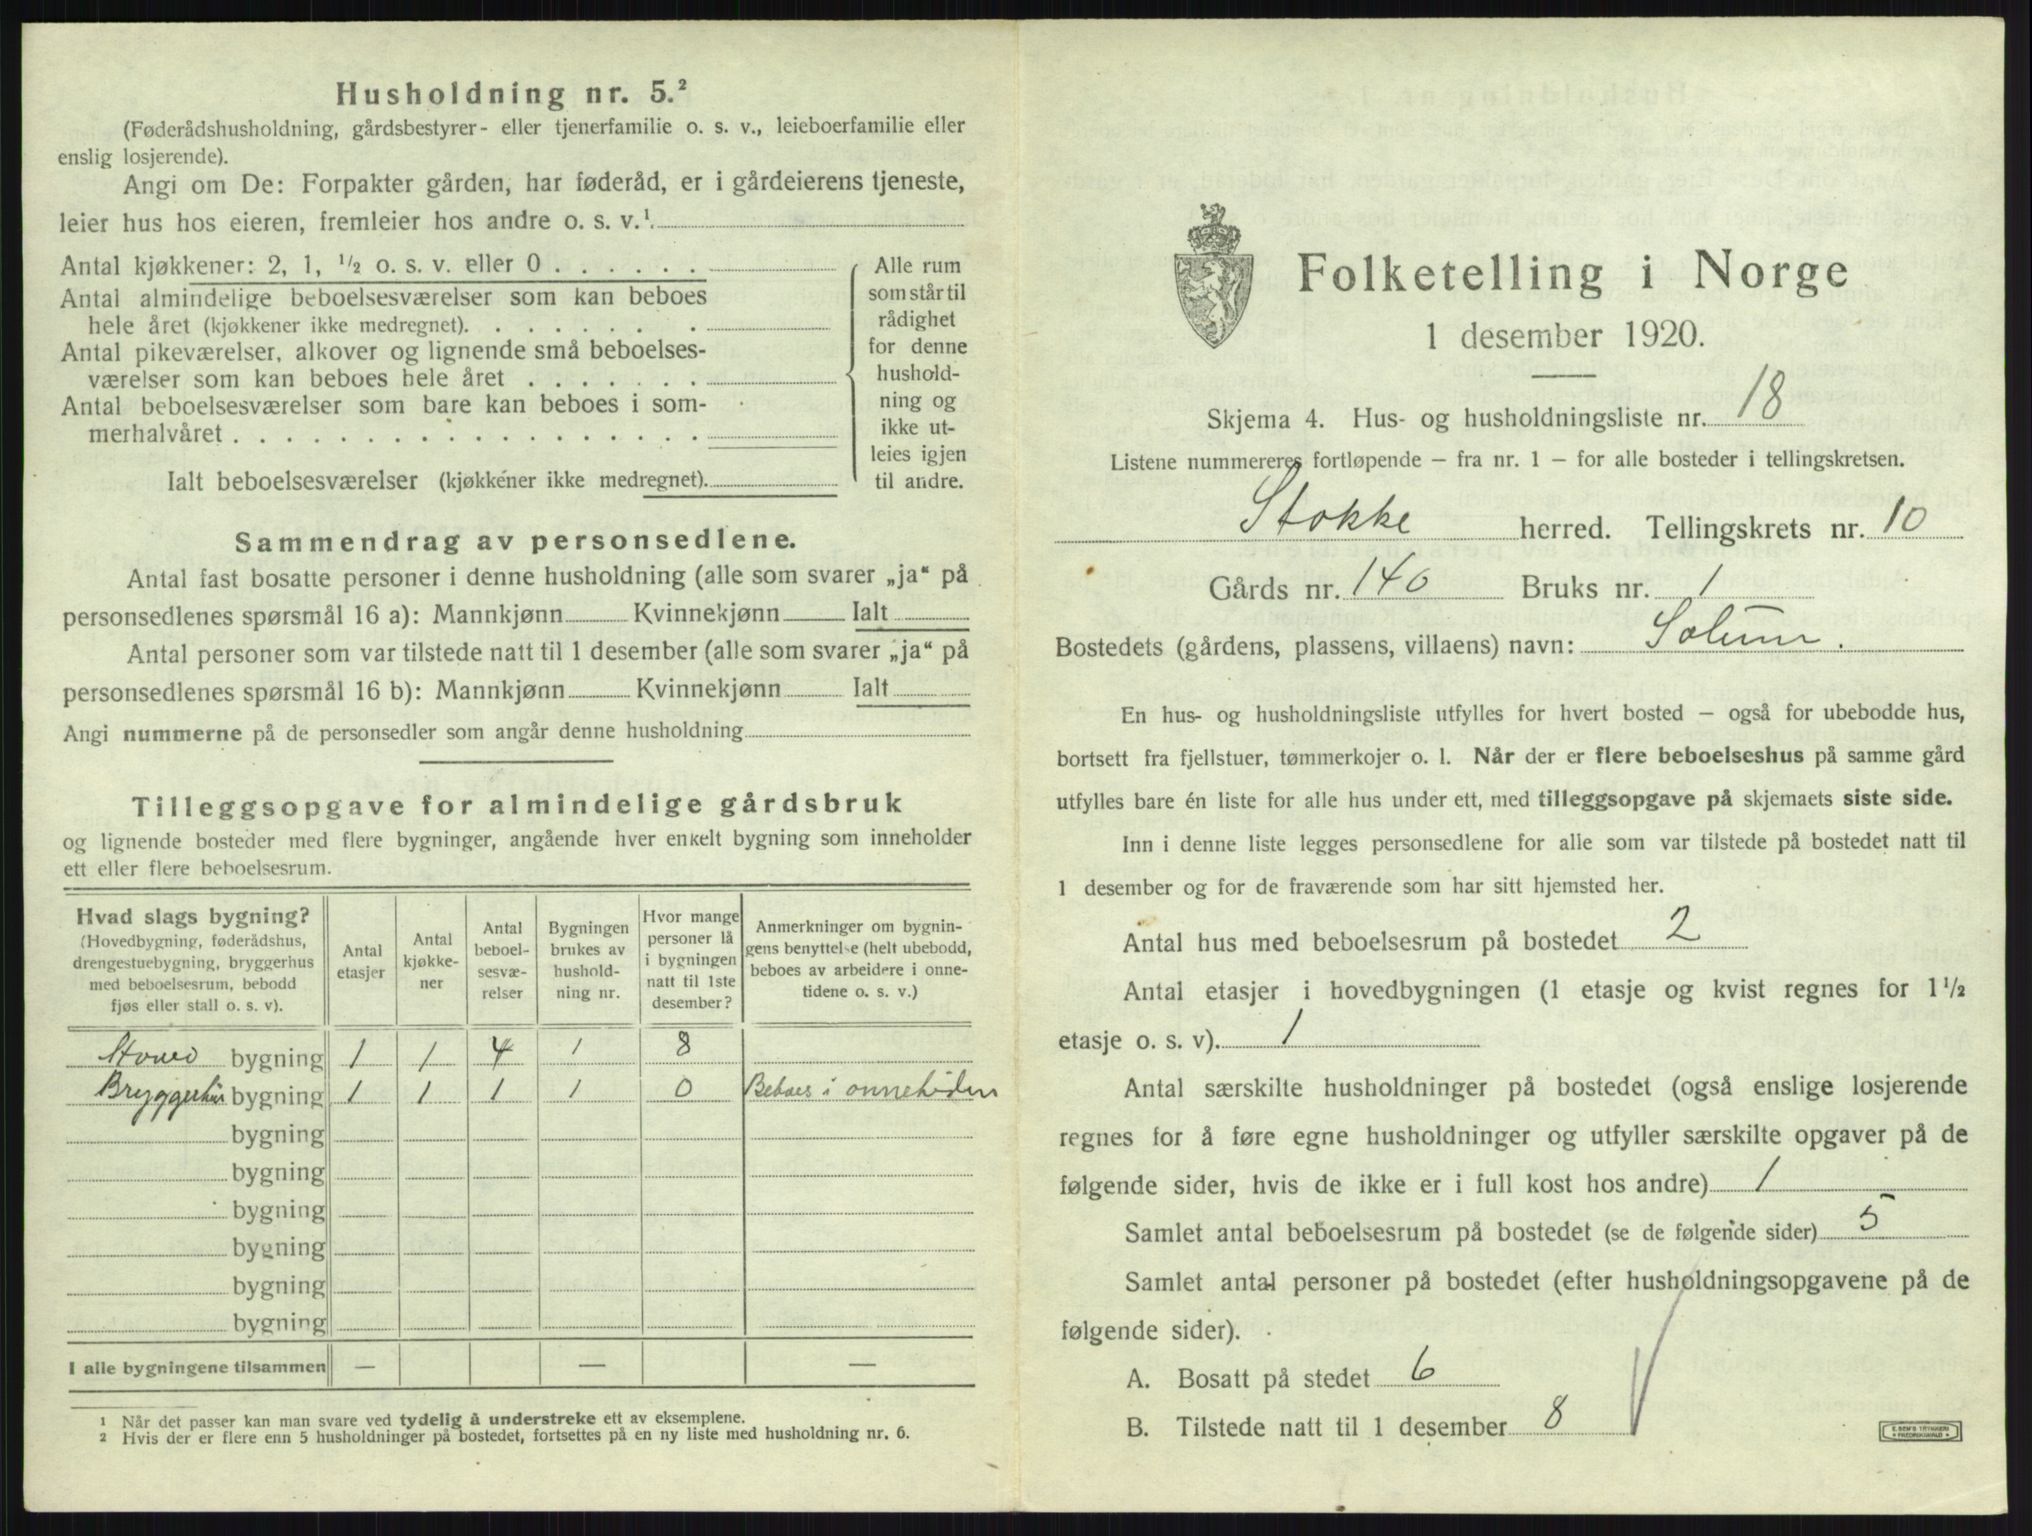 Husholdning nr. 5.²
(Føderådshusholdning, gårdsbestyrer- eller tjenerfamilie o. s. v., leieboerfamilie eller
enslig losjerende).
Angi om De: Forpakter gården, har føderåd, er i gårdeierens tjeneste,
leier hus hos eieren, fremleier hos andre o. s. v.¹
Antal kjøkkener: 2, 1, ½ o. s. v. eller 0
Antal almindelige beboelsesværelser som kan beboes
hele året (kjøkkener ikke medregnet).
Antal pikeværelser, alkover og lignende små beboelses-
værelser som kan beboes hele året
Antal beboelsesværelser som bare kan beboes i som-
merhalvåret
Ialt beboelsesværelser (kjøkkener ikke medregnet).
Alle rum
som står til
rådighet
for denne
hushold-
ning og
ikke ut-
leies igjen
til andre.
Sammendrag av personsedlene.
Antal fast bosatte personer i denne husholdning (alle som svarer „ja“ på
personsedlenes spørsmål 16 a): Mannkjønn Kvinnekjønn Ialt
Antal personer som var tilstede natt til 1 desember (alle som svarer „ja“ på
personsedlenes spørsmål 16 b): Mannkjønn Kvinnekjønn Ialt
Angi nummerne på de personsedler som angår denne husholdning
Tilleggsopgave for almindelige gårdsbruk
og lignende bosteder med flere bygninger, angående hver enkelt bygning som inneholder
ett eller flere beboelsesrum.
Hvad slags bygning?
(Hovedbygning, føderådshus,
drengestuebygning, bryggerhus
med beboelsesrum, bebodd
fjøs eller stall o. s. v).
Antal
etasjer
Antal
kjøkke-
ner
Antal
beboel-
sesvæ-
relser
Bygningen
brukes av
hushold-
ning nr.
Hvor mange
personer lå
i bygningen
natt til 1ste
desember?
Anmerkninger om bygnin-
gens benyttelse (helt ubebodd,
beboes av arbeidere i onne-
tidene o. s. v.)
Hoved bygning 1 1 4 1 8
Bryggerhus bygning 1 1 1 1 0 Beboes i onnetiden
bygning
bygning
bygning
bygning
bygning
bygning
I alle bygningene tilsammen — — —
1 Når det passer kan man svare ved tydelig å understreke ett av eksemplene.
2 Hvis der er flere enn 5 husholdninger på bostedet, fortsettes på en ny liste med husholdning nr. 6.
Folketelling i Norge
1 desember 1920.
Skjema 4. Hus- og husholdningsliste nr. 18
Listene nummereres fortløpende – fra nr. 1 – for alle bosteder i tellingskretsen.
Stokke herred. Tellingskrets nr. 10
Gårds nr. 140 Bruks nr. 1
Bostedets (gårdens, plassens, villaens) navn: Solum.
En hus- og husholdningsliste utfylles for hvert bosted – også for ubebodde hus,
bortsett fra fjellstuer, tømmerkojer o. l. Når der er flere beboelseshus på samme gård
utfylles bare én liste for alle hus under ett, med tilleggsopgave på skjemaets siste side.
Inn i denne liste legges personsedlene for alle som var tilstede på bostedet natt til
1 desember og for de fraværende som har sitt hjemsted her.
Antal hus med beboelsesrum på bostedet 2
Antal etasjer i hovedbygningen (1 etasje og kvist regnes for 1½
etasje o. s. v). 1
Antal særskilte husholdninger på bostedet (også enslige losjerende
regnes for å føre egne husholdninger og utfyller særskilte opgaver på de
følgende sider, hvis de ikke er i full kost hos andre) 1
Samlet antal beboelsesrum på bostedet (se de følgende sider) 5
Samlet antal personer på bostedet (efter husholdningsopgavene på de
følgende sider).
A. Bosatt på stedet 6
B. Tilstede natt til 1 desember 8
E. SEM'S TRYKKERI
FREDRIKSHALD